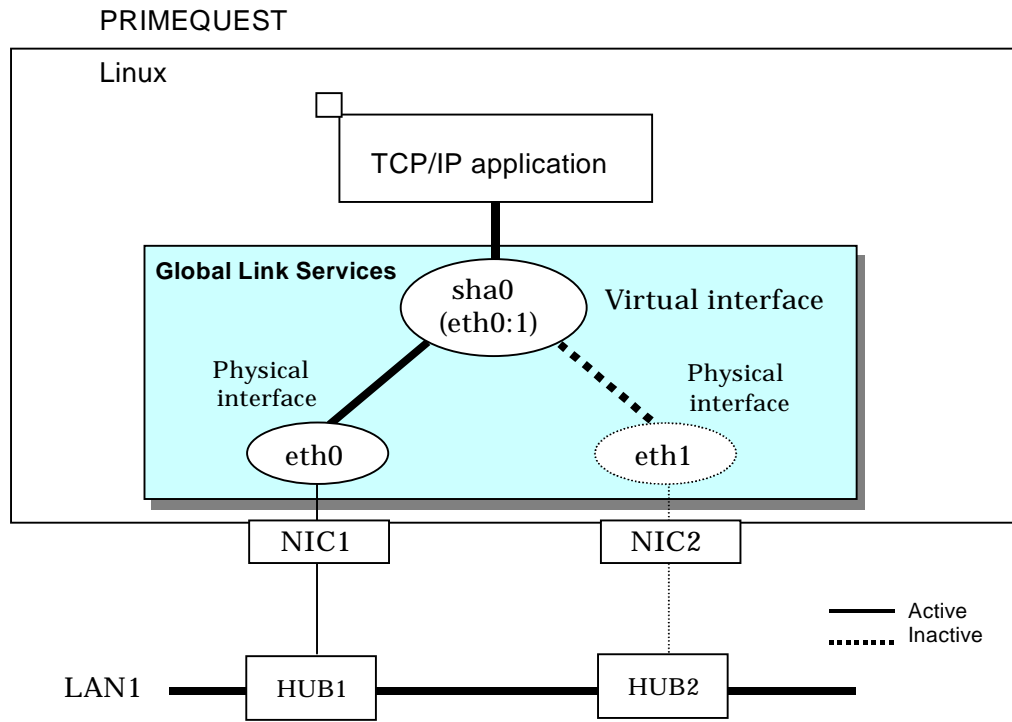 PRIMEQUEST
Linux
TCP/IP application
Global Link Services
sha0
(eth0:1)
Virtual interface
Physical
interface
Physical
interface
eth0
eth1
NIC1
NIC2
Active
Inactive
LAN1
HUB1
HUB2